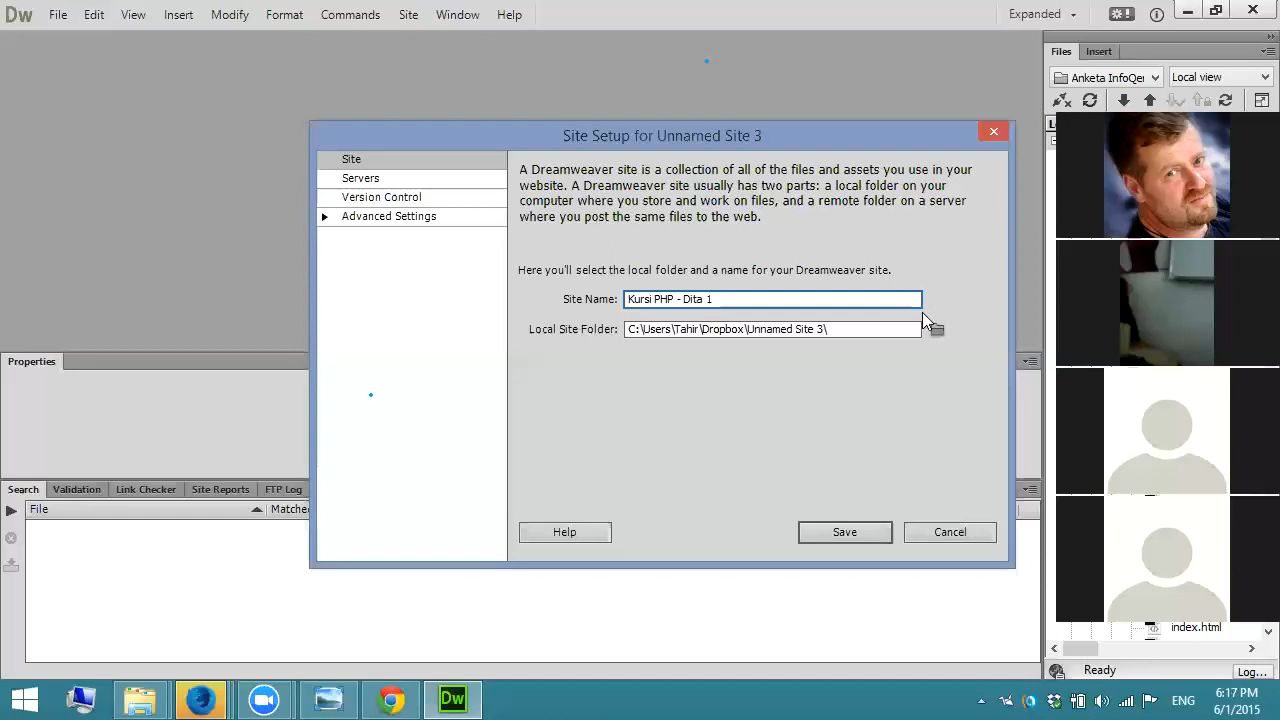 Dw File Edit View Insert Modify Format Commands Site Window Help Expanded
Files Insert
Anketa InfoQer Local view
Site Setup for Unnamed Site 3
Site
Servers
Version Control
Advanced Settings
A Dreamweaver site is a collection of all of the files and assets you use in your
website. A Dreamweaver site usually has two parts: a local folder on your
computer where you store and work on files, and a remote folder on a server
where you post the same files to the web.
Here you'll select the local folder and a name for your Dreamweaver site.
Site Name: Kursi PHP - Dita 1
Local Site Folder: C:\Users\Tahir\Dropbox\Unnamed Site 3\
Help Save Cancel
Properties
Search Validation Link Checker Site Reports FTP Log
File Matched
index.html
Ready Log...
Dw
ENG
6:17 PM
6/1/2015